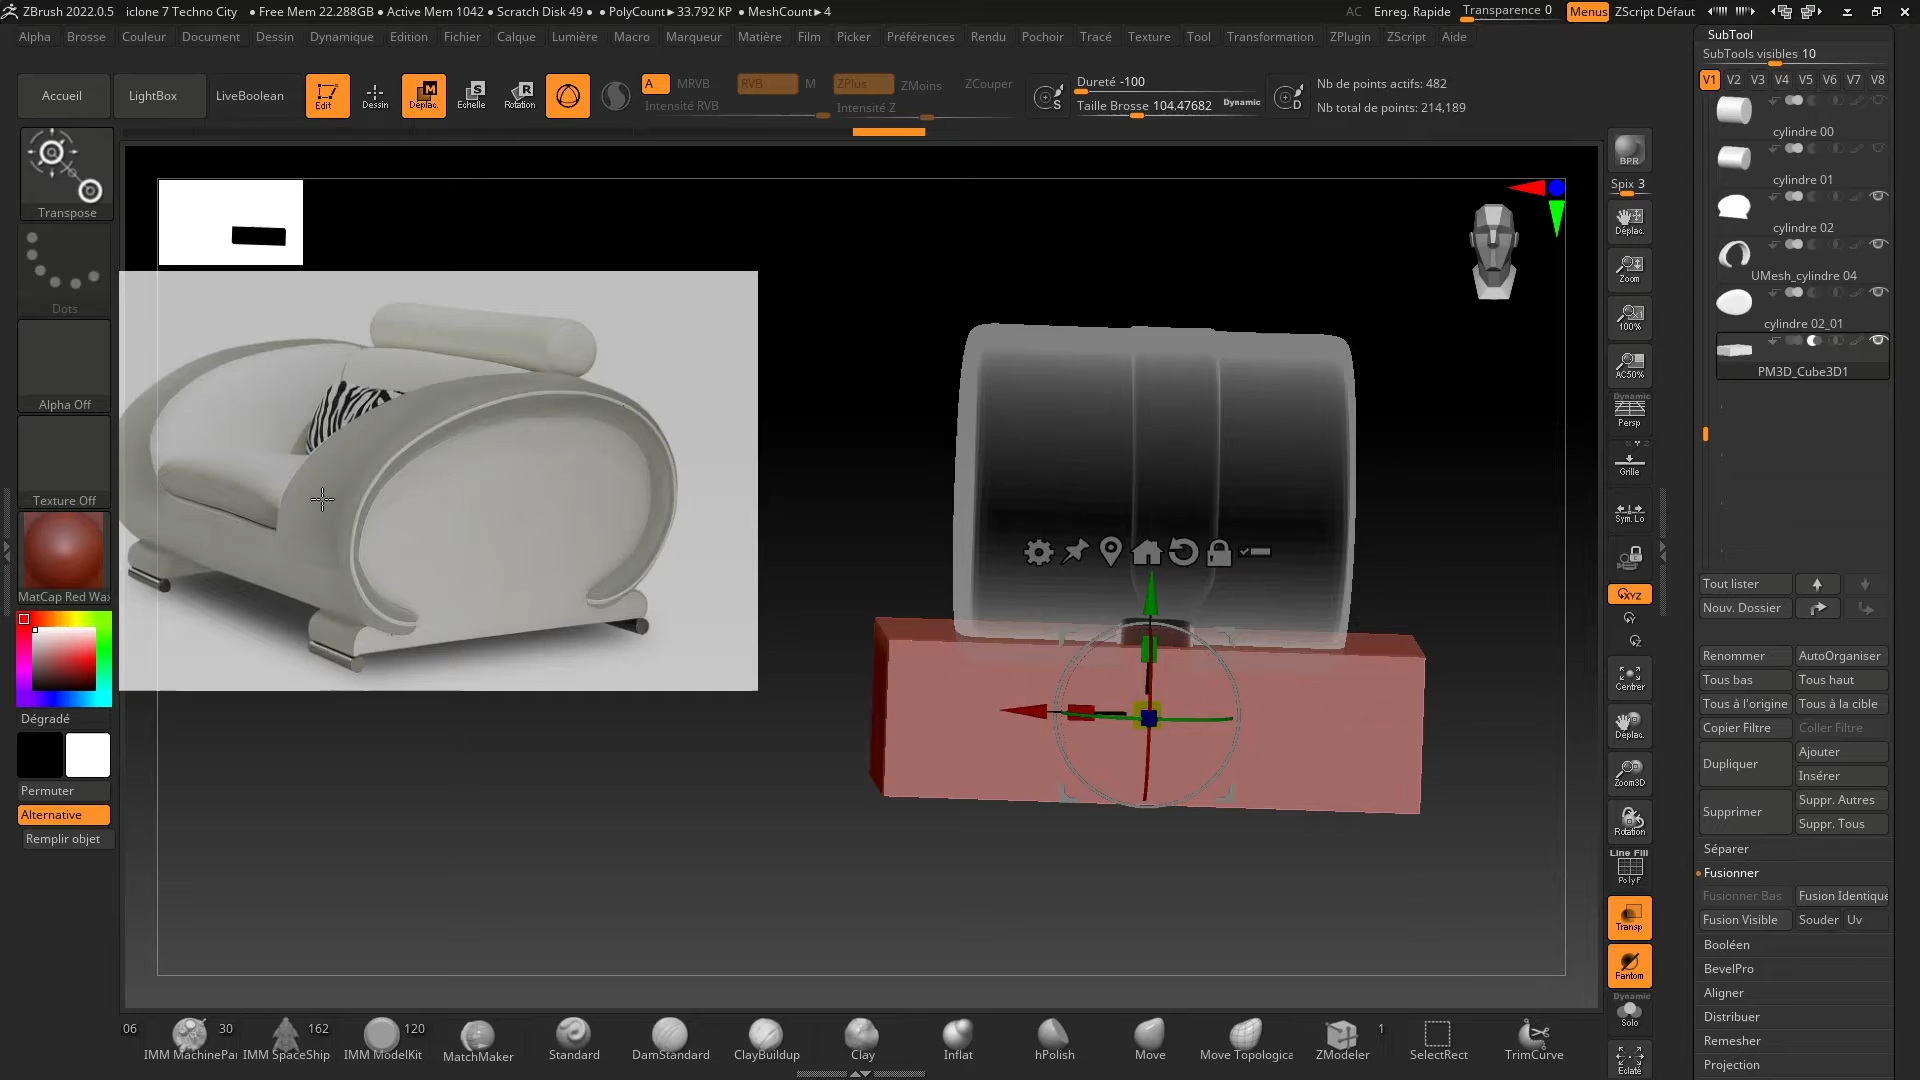 ZBrush 2022.0.5 iclone 7 Techno City • Free Mem 22.288GB • Active Mem 1042 • Scratch Disk 49 • • PolyCount►33.792 KP • MeshCount►4 AC Enreg. Rapide Transparence 0 Menus ZScript Défaut
Alpha Brosse Couleur Document Dessin Dynamique Edition Fichier Calque Lumière Macro Marqueur Matière Film Picker Préférences Rendu Pochoir Tracé Texture Tool Transformation ZPlugin ZScript Aide
Accueil LightBox LiveBoolean Edit Dessin Déplac. Echelle Rotation
A MRVB RVB M ZPlus ZMoins ZCouper
Intensité RVB Intensité Z
S Dureté -100
Taille Brosse 104.47682 Dynamic D
Nb de points actifs: 482
Nb total de points: 214,189
Transpose
Dots
Alpha Off
Texture Off
MatCap Red Wax
Dégradé
Permuter
Alternative
Remplir objet
BPR
Spix 3
Déplac.
Zoom
100%
AC50%
Dynamic
Persp
Grille
Sym. Lo
XYZ
Centrer
Déplac.
Zoom3D
Rotation
Line Fill
PolyF
Transp
Fantom
Dynamic
Solo
Eclaté
SubTool
SubTools visibles 10
V1 V2 V3 V4 V5 V6 V7 V8
cylindre 00
cylindre 01
cylindre 02
UMesh_cylindre 04
cylindre 02_01
PM3D_Cube3D1
Tout lister
Nouv. Dossier
Renommer AutoOrganiser
Tous bas Tous haut
Tous à l'origine Tous à la cible
Copier Filtre Coller Filtre
Dupliquer Ajouter
Insérer
Supprimer Suppr. Autres
Suppr. Tous
Séparer
Fusionner
Fusionner Bas Fusion Identique
Fusion Visible Souder Uv
Booléen
BevelPro
Aligner
Distribuer
Remesher
Projection
06 30 162 120 1
IMM MachinePar IMM SpaceShip IMM ModelKit MatchMaker Standard DamStandard ClayBuildup Clay Inflat hPolish Move Move Topologica ZModeler SelectRect TrimCurve